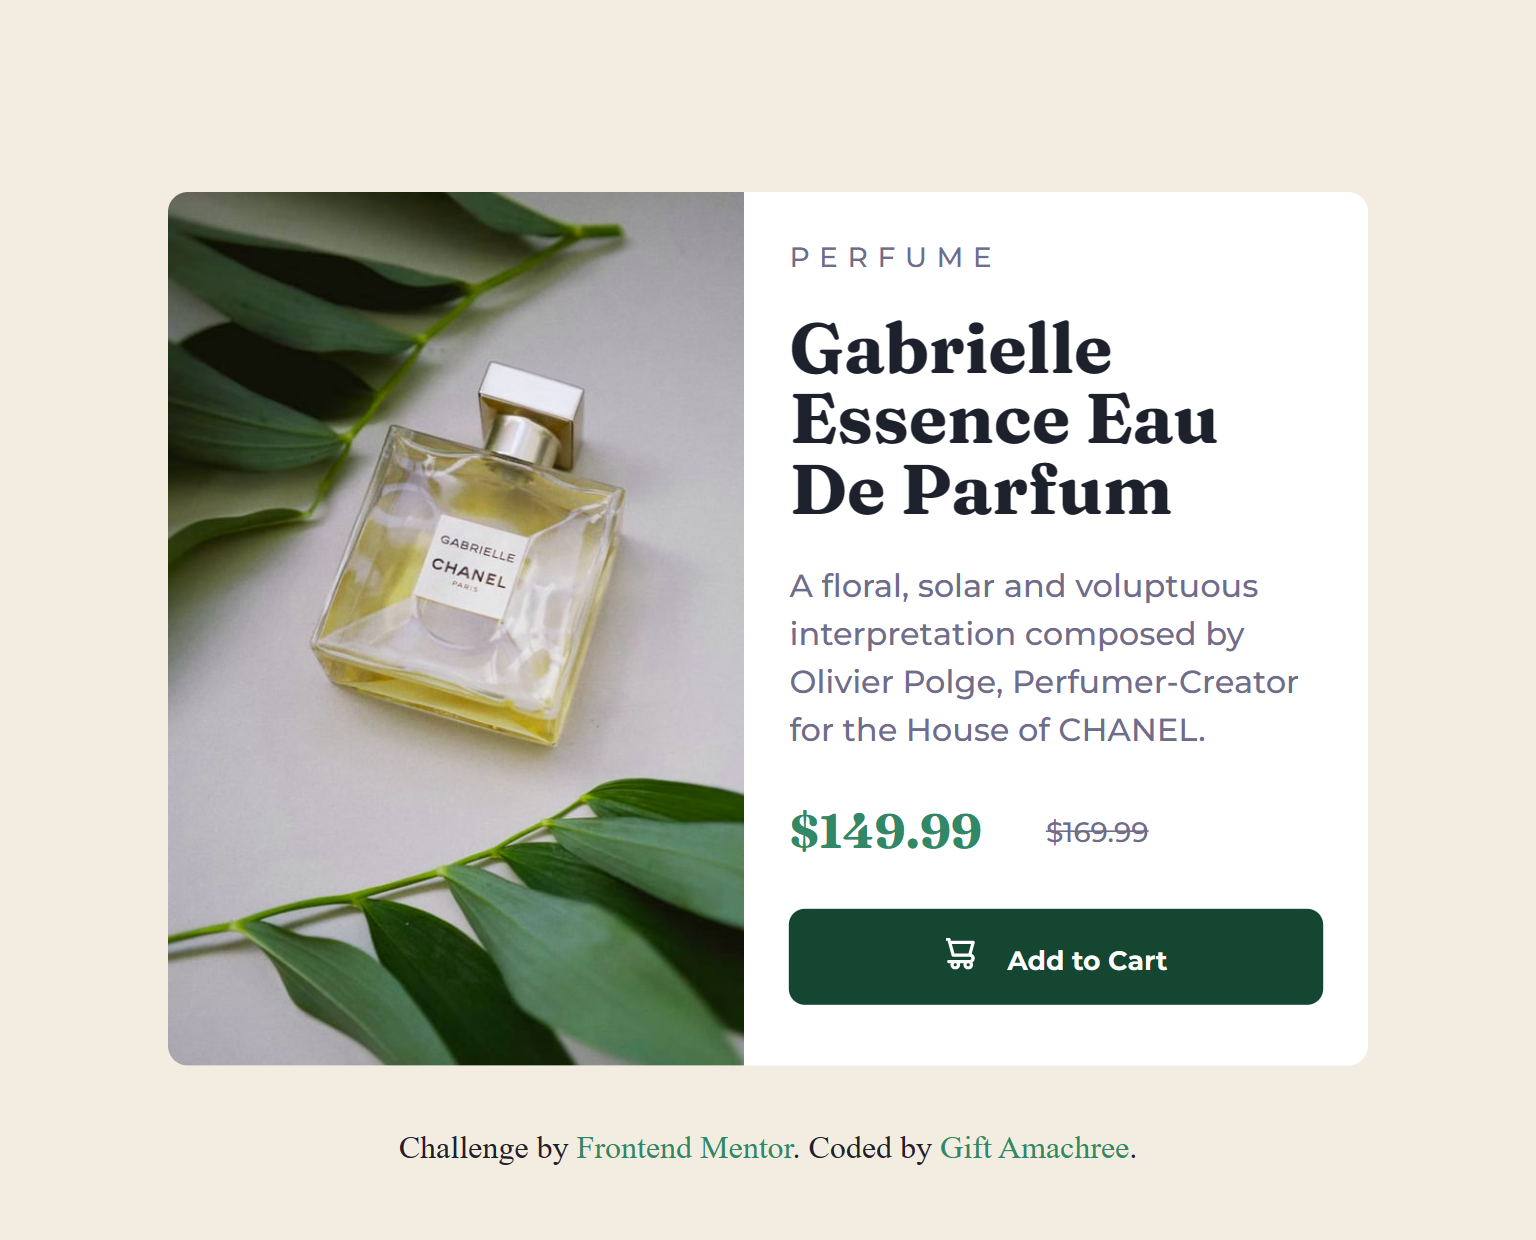 GABRIELLE
CHANEL
PARIS
PERFUME
Gabrielle
Essence Eau
De Parfum
A floral, solar and voluptuous
interpretation composed by
Olivier Polge, Perfumer-Creator
for the House of CHANEL.
$149.99 $169.99
Add to Cart
Challenge by Frontend Mentor. Coded by Gift Amachree.